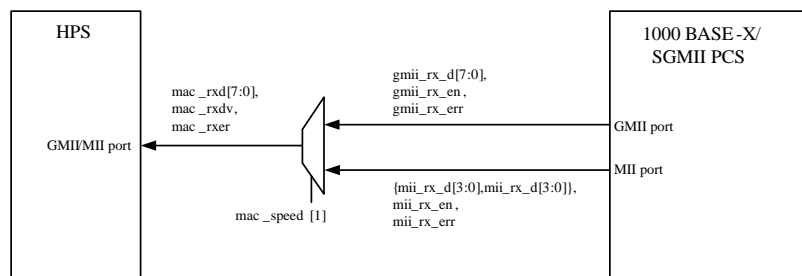 HPS
1000 BASE -X/
SGMII PCS
mac _rxd[7:0],
mac _rxdv,
mac _rxer
gmii_rx_d[7:0],
gmii_rx_en ,
gmii_rx_err
GMII/MII port
GMII port
MII port
{mii_rx_d[3:0],mii_rx_d[3:0]},
mii_rx_en ,
mii_rx_err
mac _speed [1]